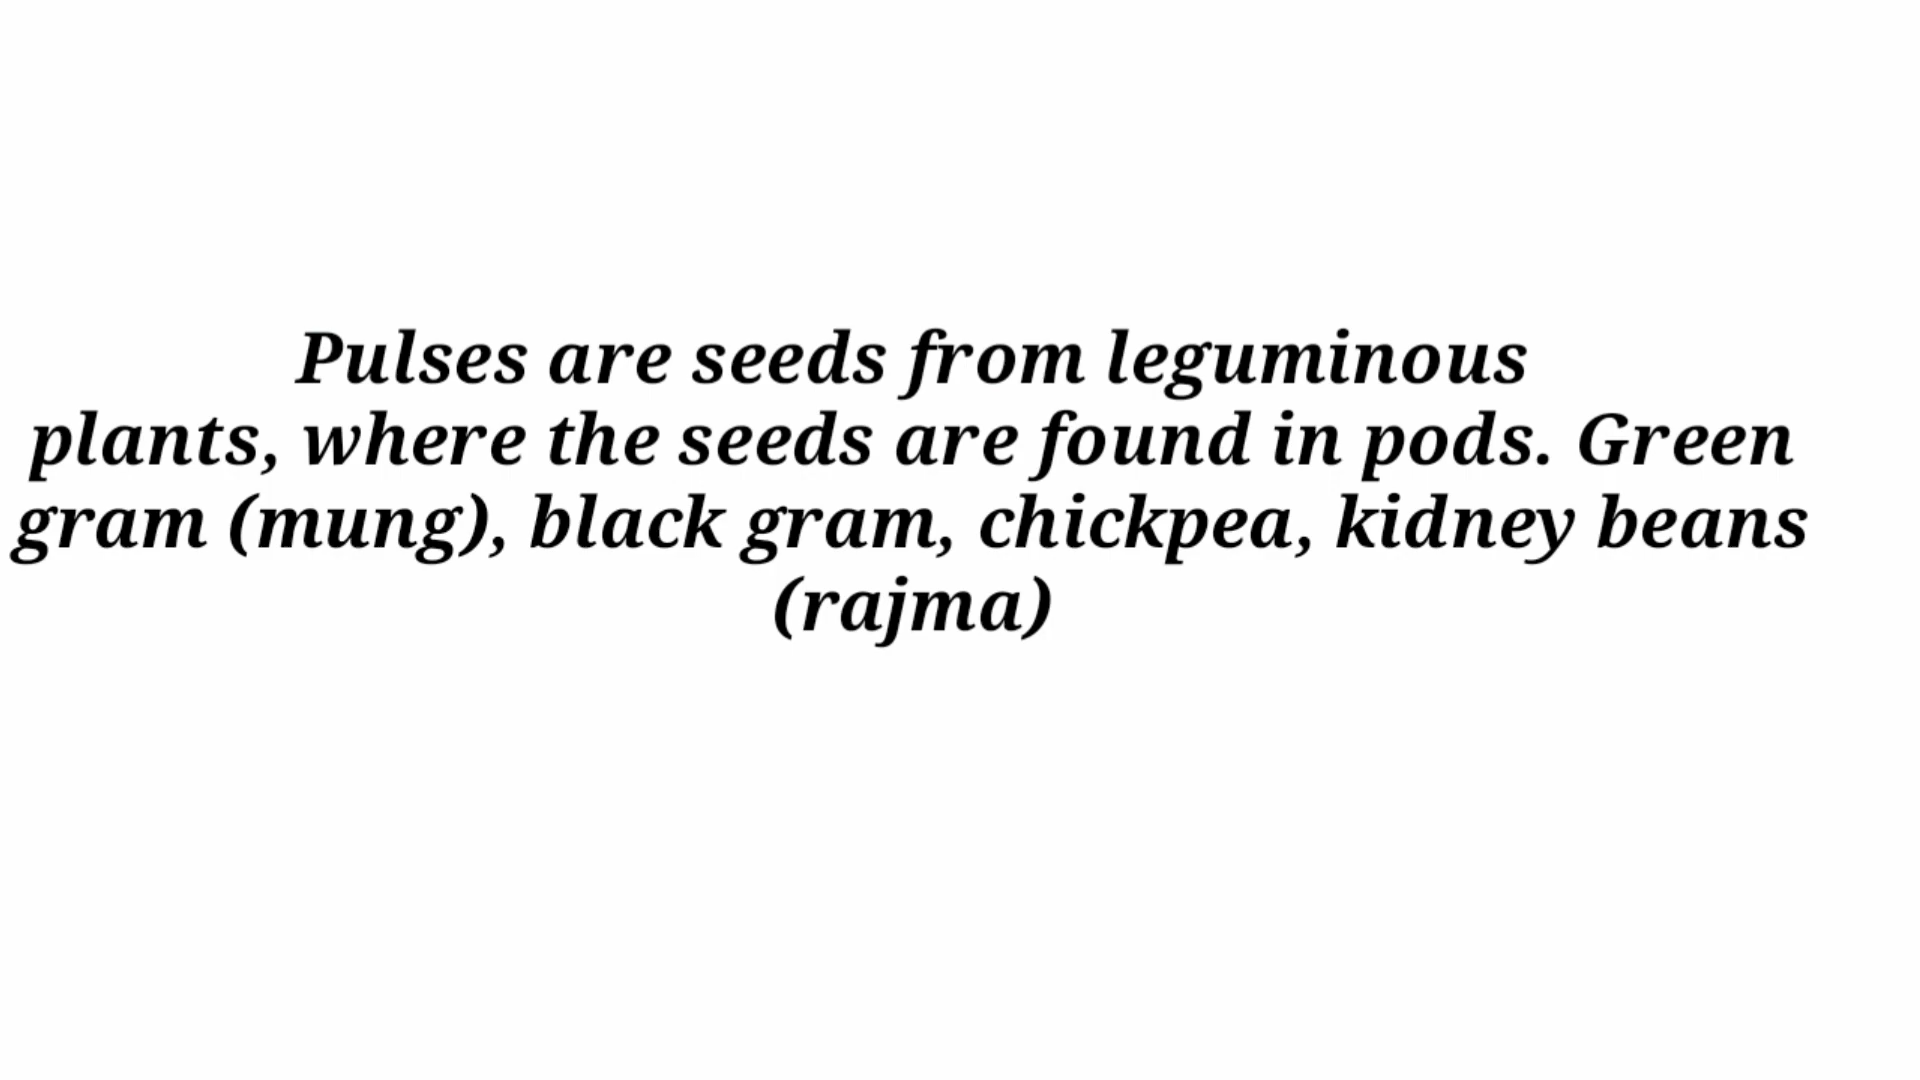 Pulses are seeds from leguminous
plants, where the seeds are found in pods. Green
gram (mung), black gram, chickpea, kidney beans
(rajma)